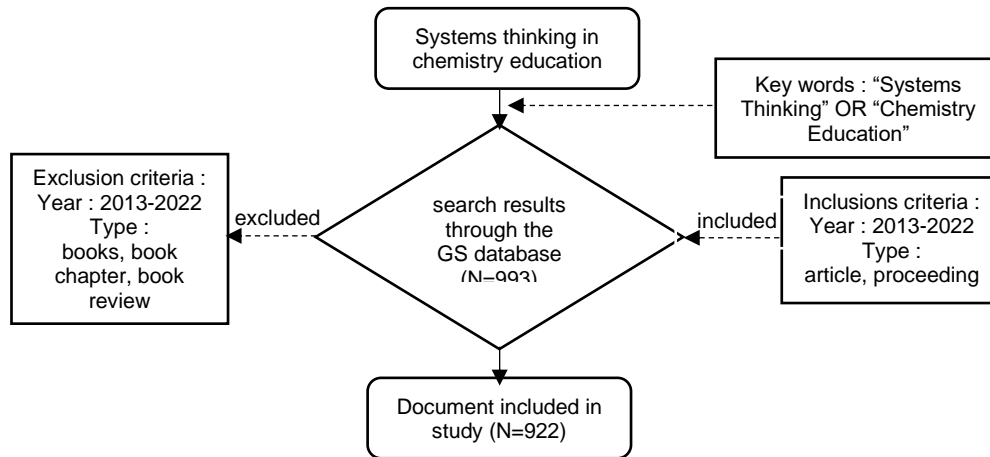 Systems thinking in
chemistry education
Key words : “Systems
Thinking” OR “Chemistry
Education”
Exclusion criteria :
Year : 2013-2022
Type :
books, book
chapter, book
review
excluded
search results
through the
GS database
(N=993)
included
Inclusions criteria :
Year : 2013-2022
Type :
article, proceeding
Document included in
study (N=922)